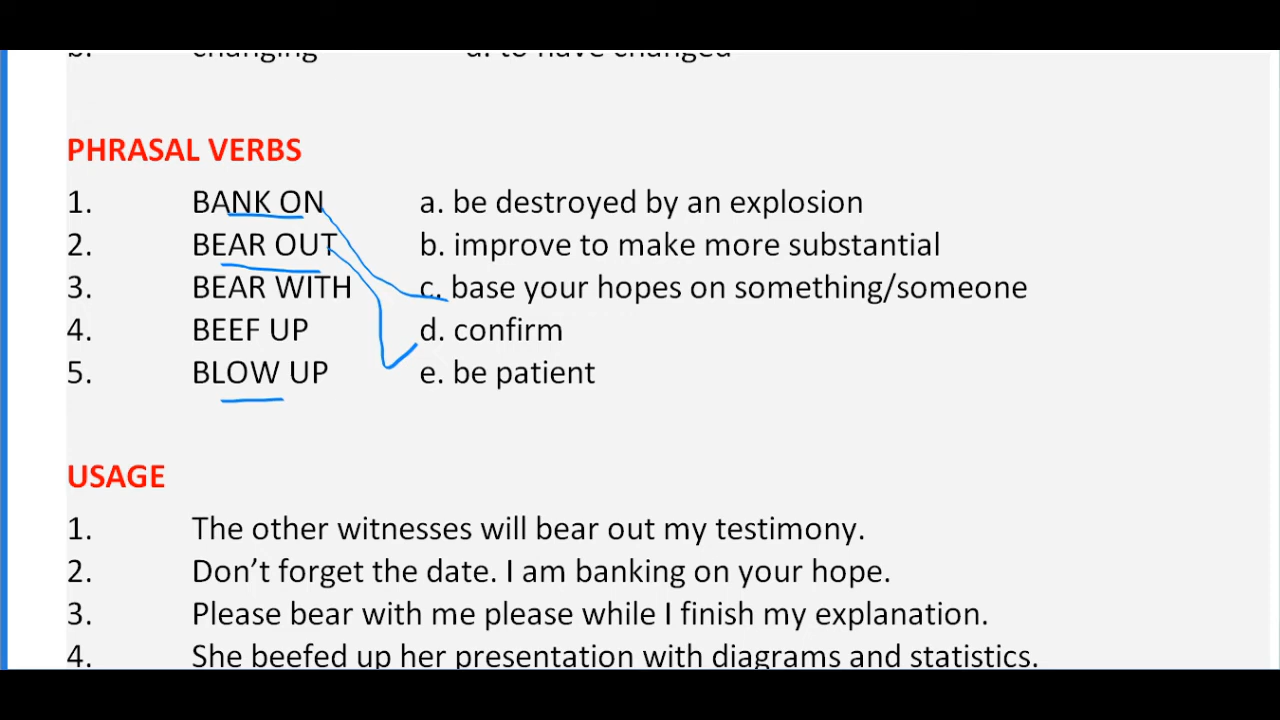 b. changing d. to have changed
PHRASAL VERBS
1. BANK ON a. be destroyed by an explosion
2. BEAR OUT b. improve to make more substantial
3. BEAR WITH c. base your hopes on something/someone
4. BEEF UP d. confirm
5. BLOW UP e. be patient
USAGE
1. The other witnesses will bear out my testimony.
2. Don’t forget the date. I am banking on your hope.
3. Please bear with me please while I finish my explanation.
4. She beefed up her presentation with diagrams and statistics.